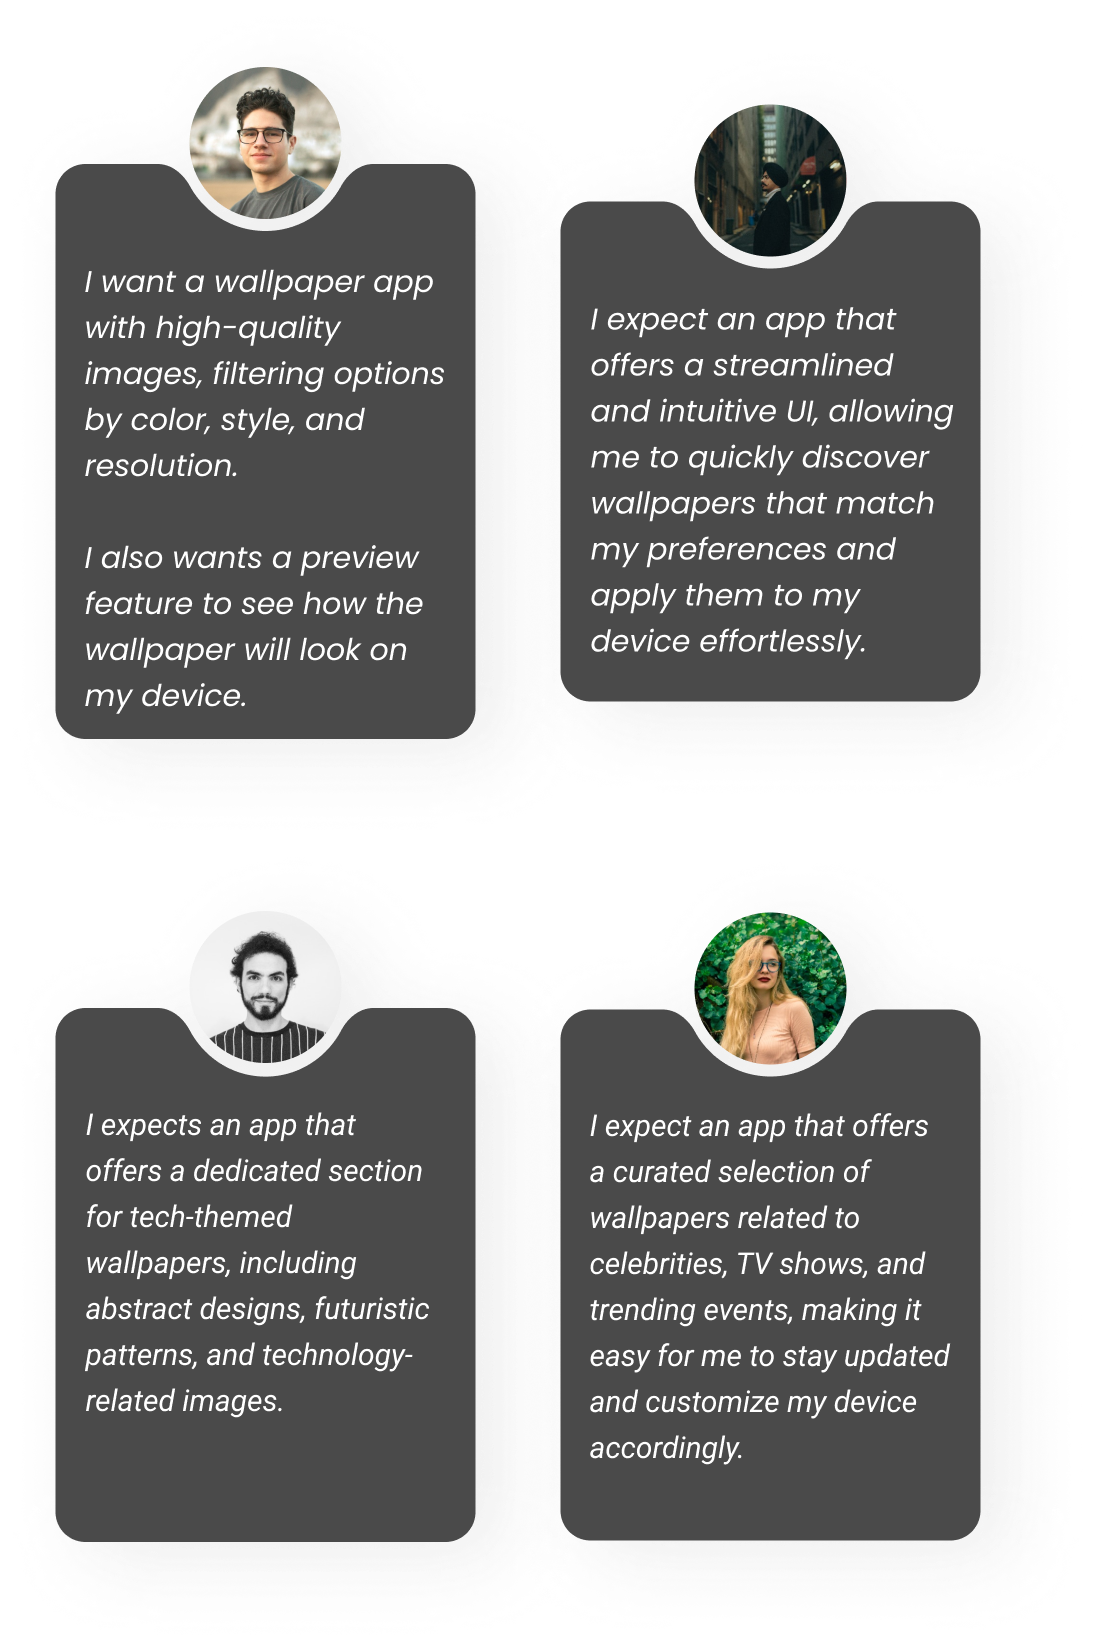 I want a wallpaper app
with high-quality
images, filtering options
by color, style, and
resolution.
I also wants a preview
feature to see how the
wallpaper will look on
my device.
I expect an app that
offers a streamlined
and intuitive UI, allowing
me to quickly discover
wallpapers that match
my preferences and
apply them to my
device effortlessly.
I expects an app that
offers a dedicated section
for tech-themed
wallpapers, including
abstract designs, futuristic
patterns, and technology-
related images.
I expect an app that offers
a curated selection of
wallpapers related to
celebrities, TV shows, and
trending events, making it
easy for me to stay updated
and customize my device
accordingly.